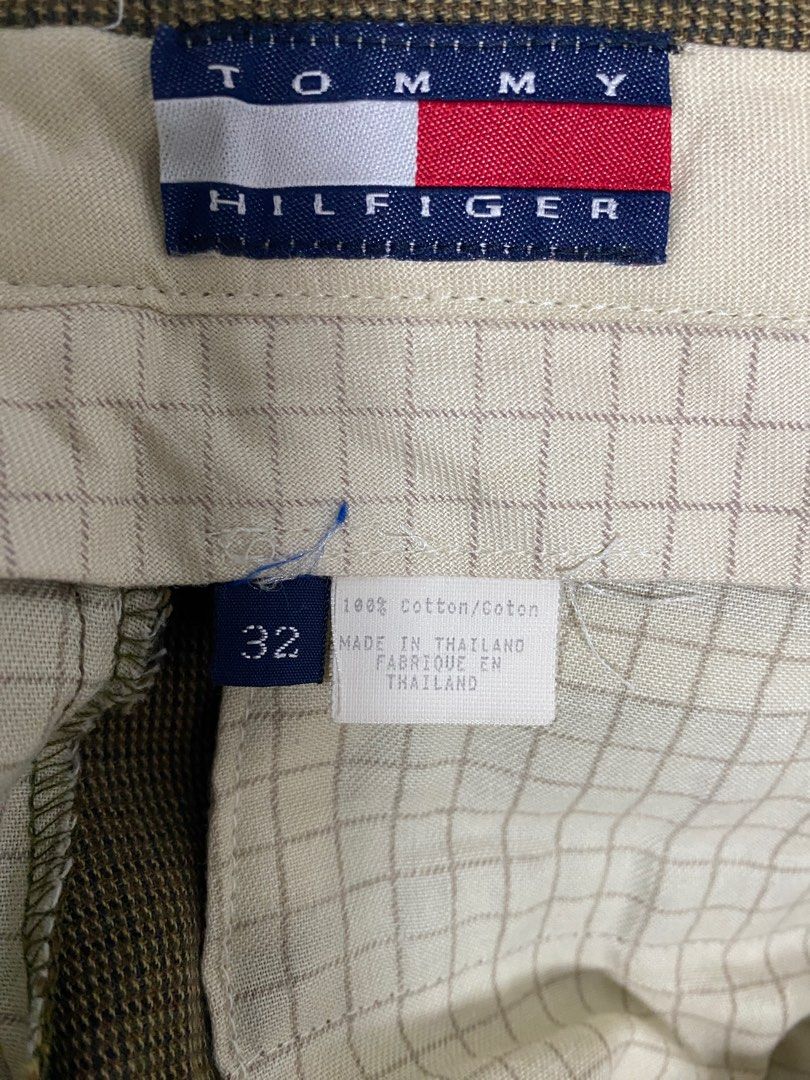 TOMMY
HILFIGER
32
100% Cotton/Coton
MADE IN THAILAND
FABRIQUE EN
THAILAND